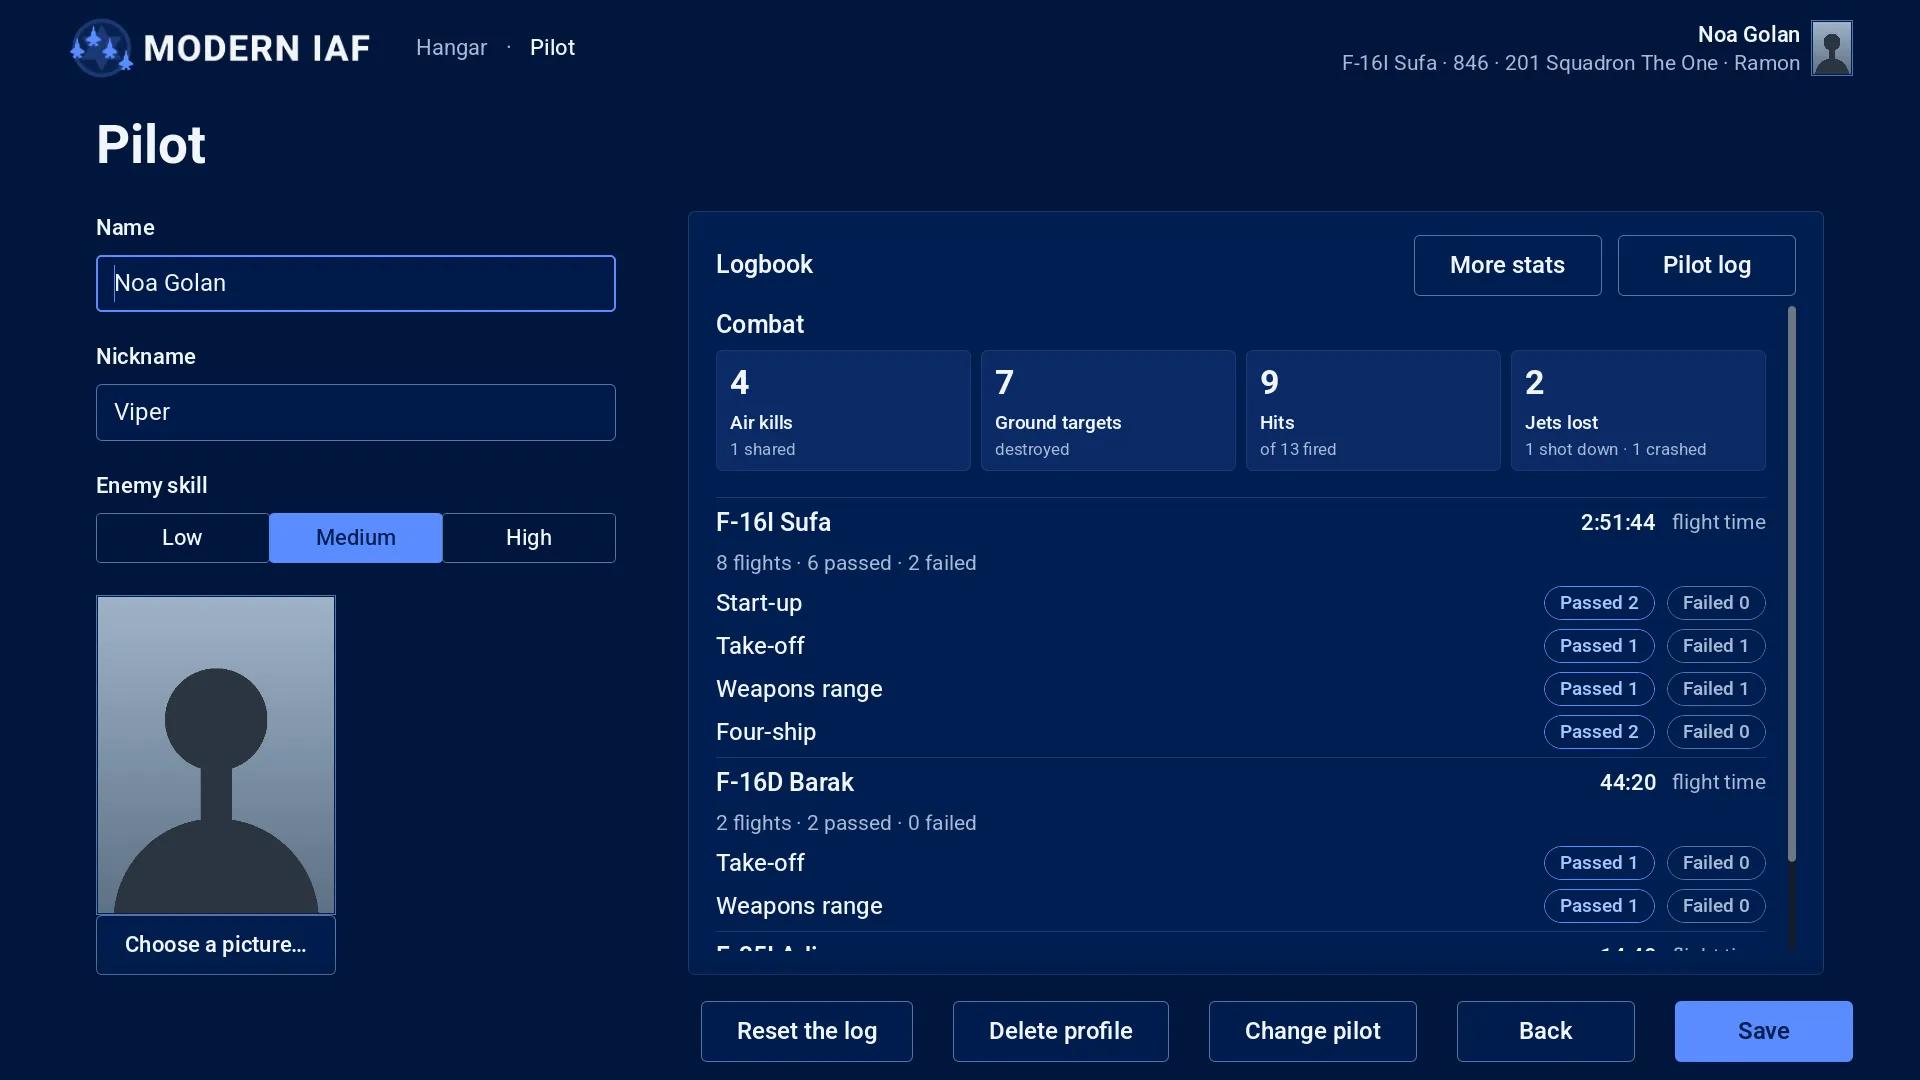 MODERN IAF
Hangar · Pilot
Noa Golan
F-16I Sufa · 846 · 201 Squadron The One · Ramon
Pilot
Name
Noa Golan
Nickname
Viper
Enemy skill
Low
Medium
High
Choose a picture...
Logbook
More stats
Pilot log
Combat
4
Air kills
1 shared
7
Ground targets
destroyed
9
Hits
of 13 fired
2
Jets lost
1 shot down · 1 crashed
F-16I Sufa
2:51:44 flight time
8 flights · 6 passed · 2 failed
Start-up
Passed 2
Failed 0
Take-off
Passed 1
Failed 1
Weapons range
Passed 1
Failed 1
Four-ship
Passed 2
Failed 0
F-16D Barak
44:20 flight time
2 flights · 2 passed · 0 failed
Take-off
Passed 1
Failed 0
Weapons range
Passed 1
Failed 0
Reset the log
Delete profile
Change pilot
Back
Save